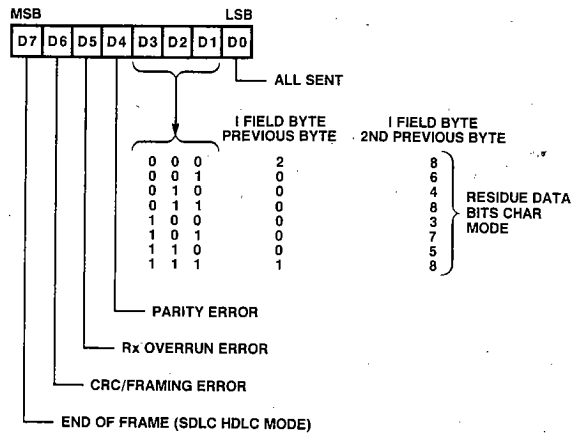 MSB LSB
D7 D6 D5 D4 D3 D2 D1 D0
ALL SENT
I FIELD BYTE PREVIOUS BYTE
I FIELD BYTE 2ND PREVIOUS BYTE
0 0 0 2 8
0 0 1 0 6
0 1 0 0 4
0 1 1 0 8
1 0 0 0 3
1 0 1 0 7
1 1 0 0 5
1 1 1 1 8
RESIDUE DATA
BITS CHAR
MODE
PARITY ERROR
Rx OVERRUN ERROR
CRC/FRAMING ERROR
END OF FRAME (SDLC HDLC MODE)